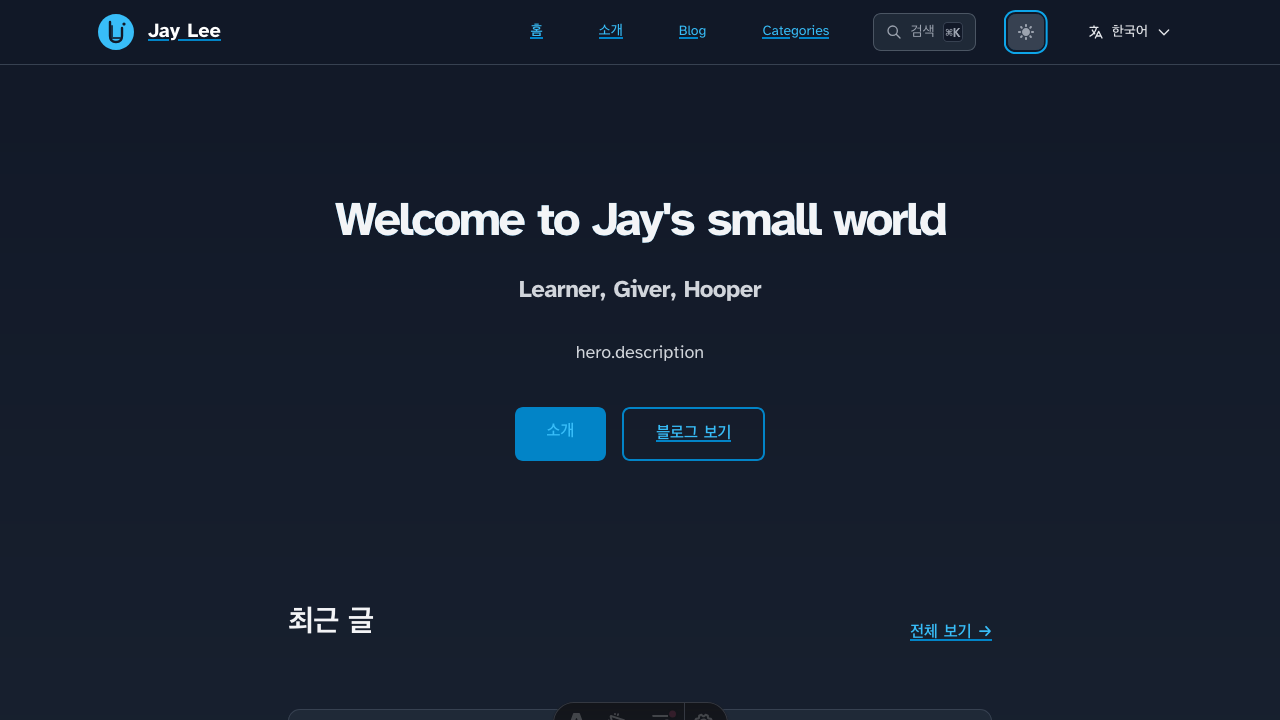 Jay Lee
홈
소개
Blog
Categories
검색
⌘K
한국어
Welcome to Jay's small world
Learner, Giver, Hooper
hero.description
소개
블로그 보기
최근 글
전체 보기 →